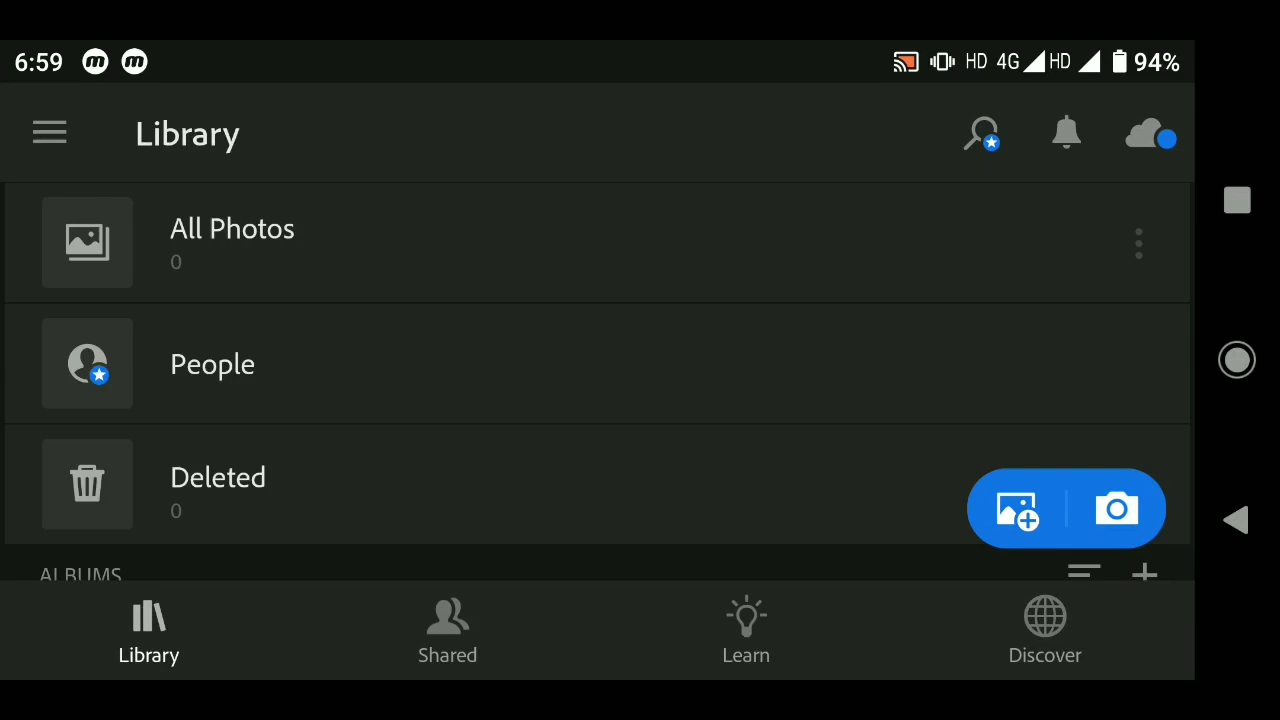 6:59 HD 4G HD 94%
Library
All Photos
0
People
Deleted
0
ALBUMS
Library Shared Learn Discover